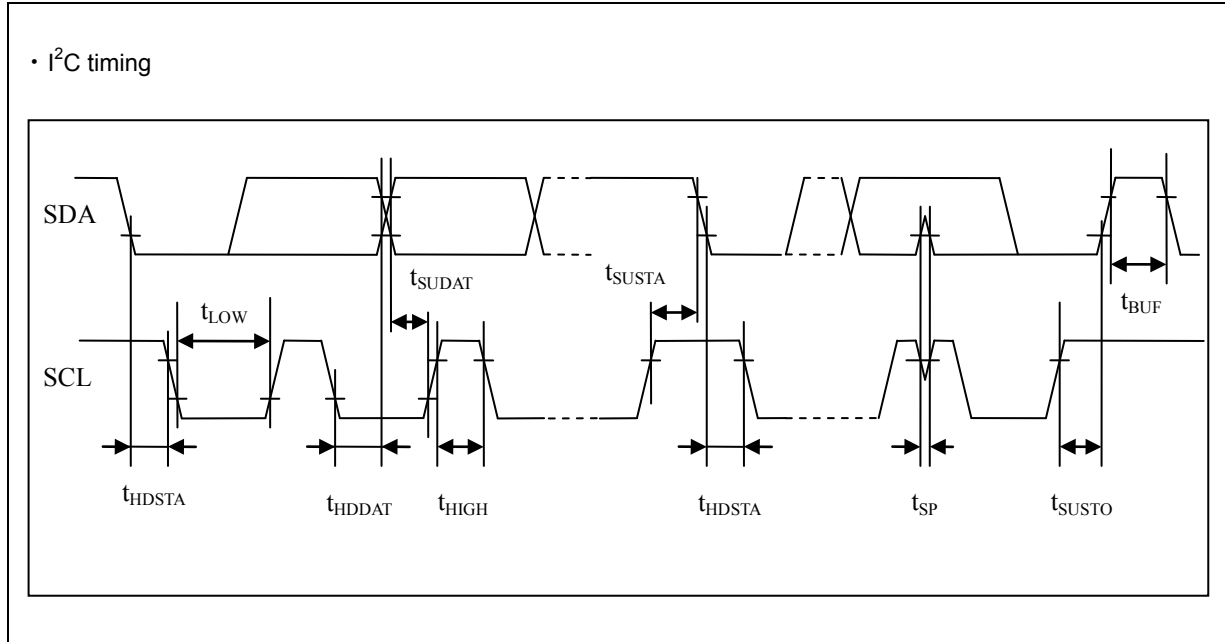 ・I²C timing
SDA
tSUDAT
tSUSTA
tLOW
tBUF
SCL
tHDSTA
tHDDAT
tHIGH
tHDSTA
tSP
tSUSTO